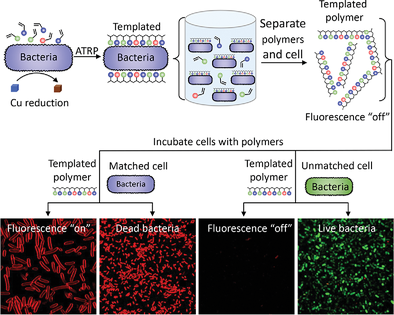 Templated
Bacteria
ATRP
Bacteria
Cu reduction
Separate
polymers
and cell
Templated
polymer
Fluorescence "off"
Incubate cells with polymers
Templated
polymer
Matched cell
Bacteria
Templated
polymer
Unmatched cell
Bacteria
Fluorescence "on"
Dead bacteria
Fluorescence "off"
Live bacteria